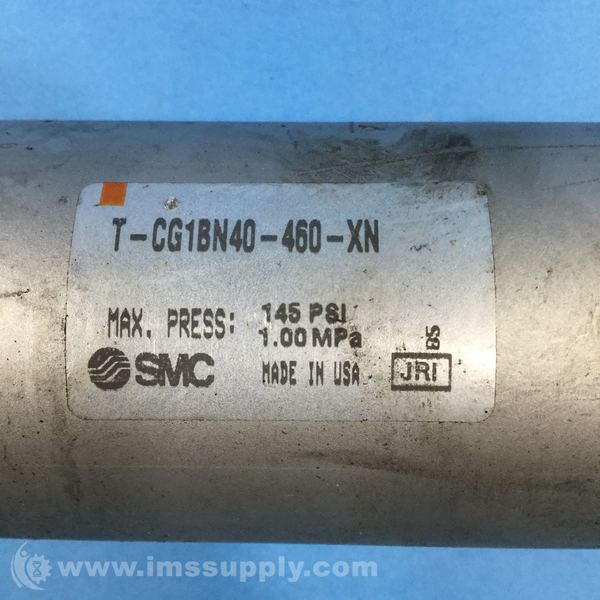 T-CG1BN40-460-XN
MAX. PRESS: 145 PSI
1.00 MPa
SMC MADE IN USA JRI
B5
www.imssupply.com